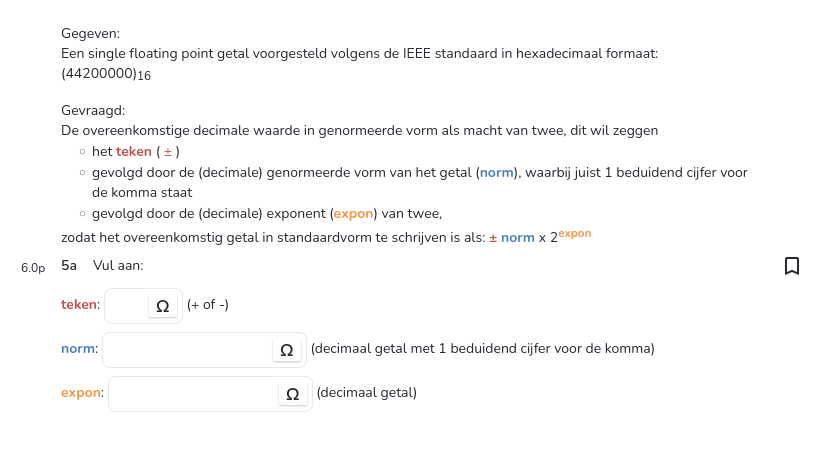 Gegeven:
Een single floating point getal voorgesteld volgens de IEEE standaard in hexadecimaal formaat:
(44200000)16
Gevraagd:
De overeenkomstige decimale waarde in genormeerde vorm als macht van twee, dit wil zeggen
○ het teken ( ± )
○ gevolgd door de (decimale) genormeerde vorm van het getal (norm), waarbij juist 1 beduidend cijfer voor
de komma staat
○ gevolgd door de (decimale) exponent (expon) van twee,
zodat het overeenkomstig getal in standaardvorm te schrijven is als: ± norm x 2expon
6.0p 5a Vul aan:
teken: Ω (+ of -)
norm: Ω (decimaal getal met 1 beduidend cijfer voor de komma)
expon: Ω (decimaal getal)